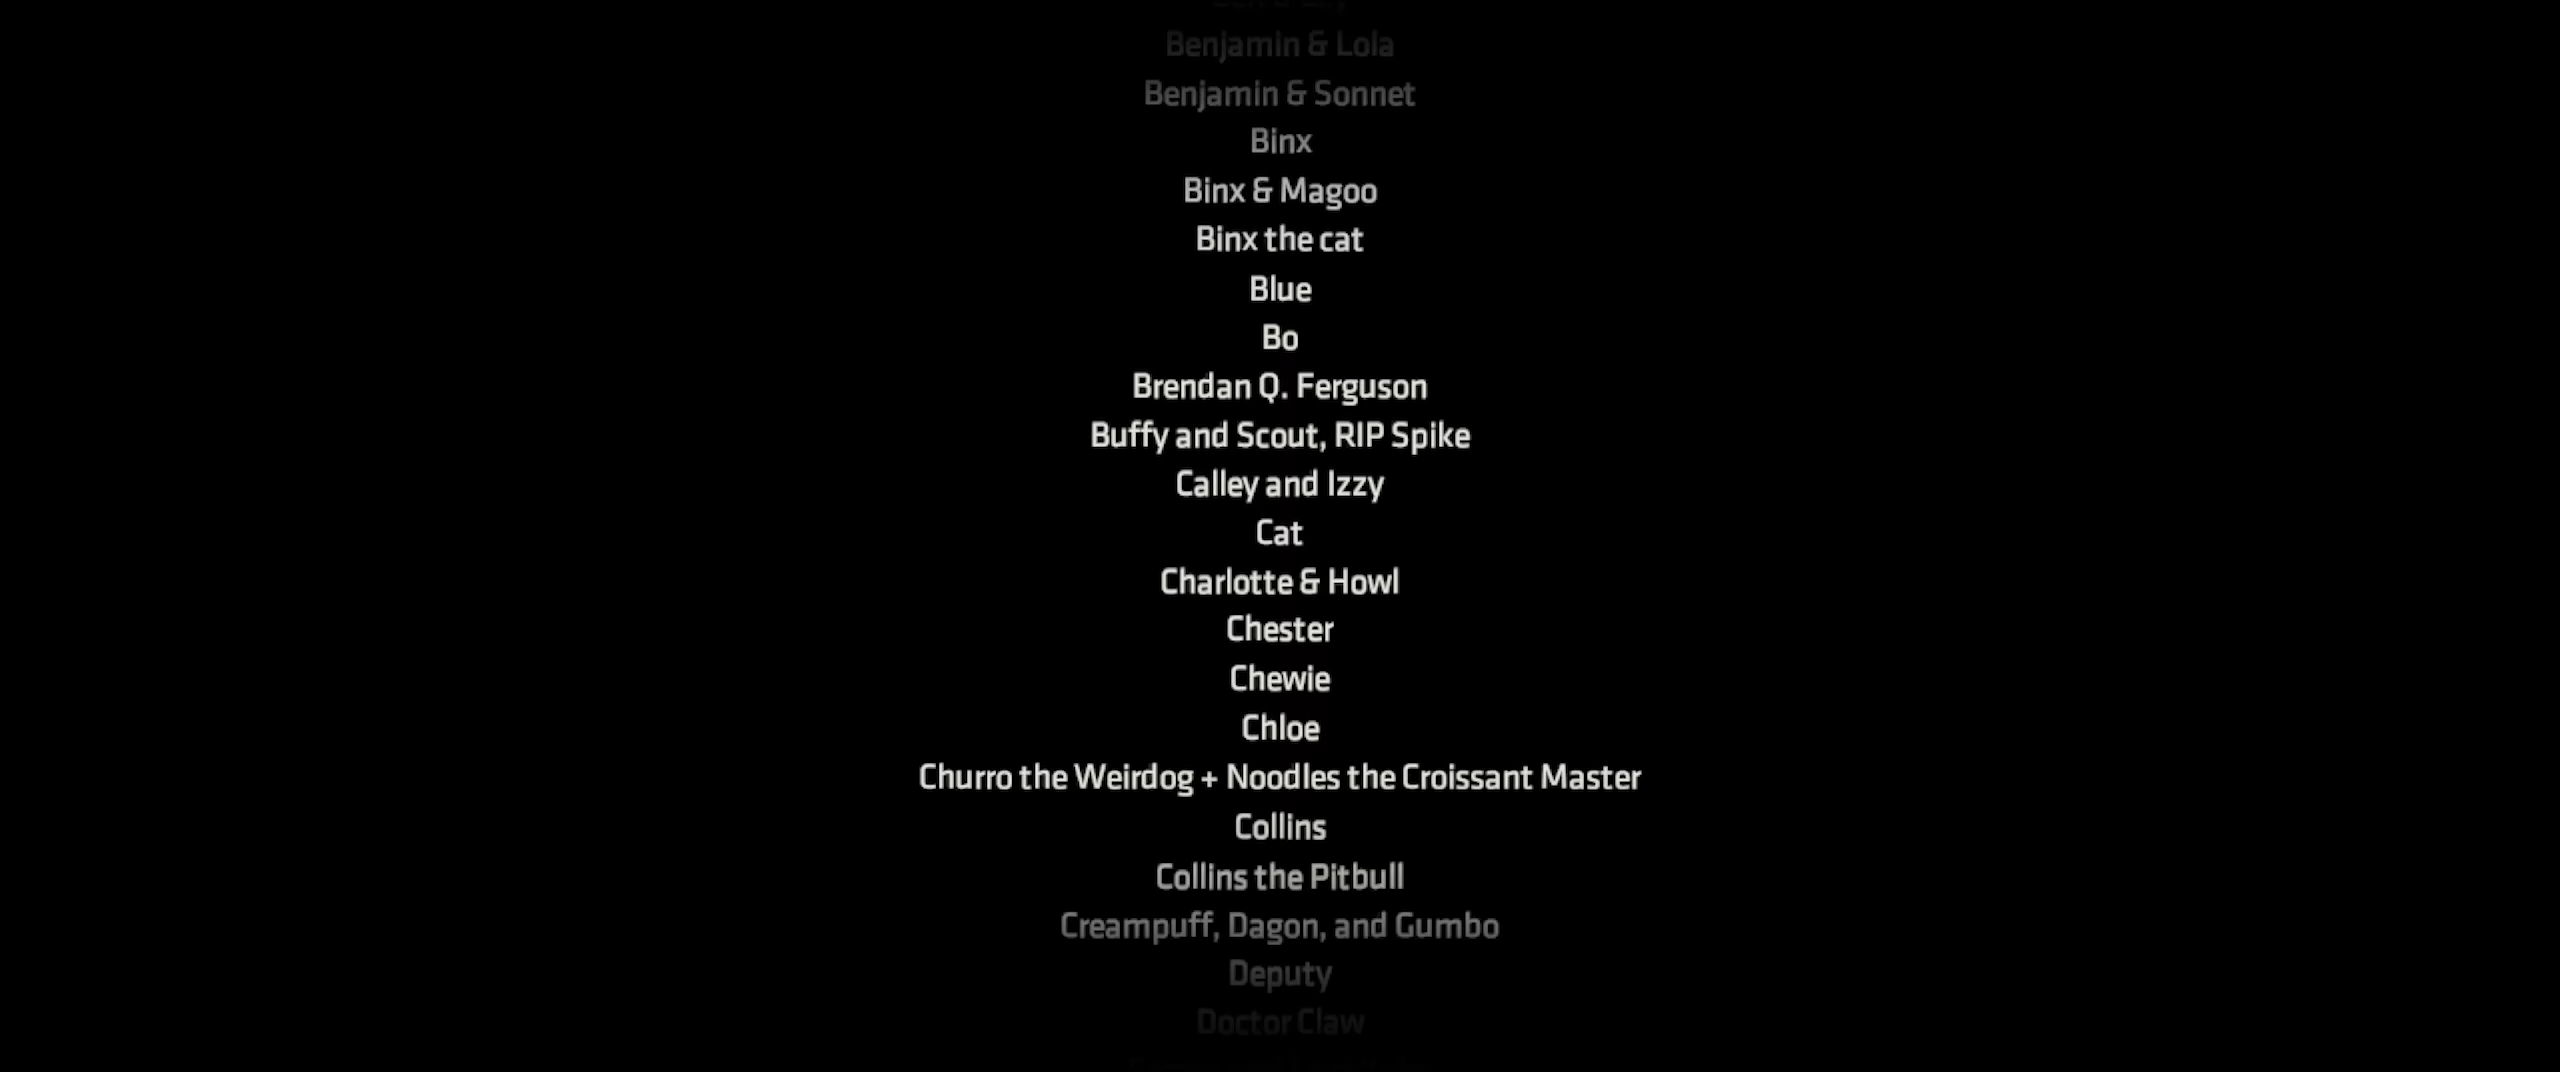 Benjamin & Lola
Benjamin & Sonnet
Binx
Binx & Magoo
Binx the cat
Blue
Bo
Brendan Q. Ferguson
Buffy and Scout, RIP Spike
Calley and Izzy
Cat
Charlotte & Howl
Chester
Chewie
Chloe
Churro the Weirdog + Noodles the Croissant Master
Collins
Collins the Pitbull
Creampuff, Dagon, and Gumbo
Deputy
Doctor Claw